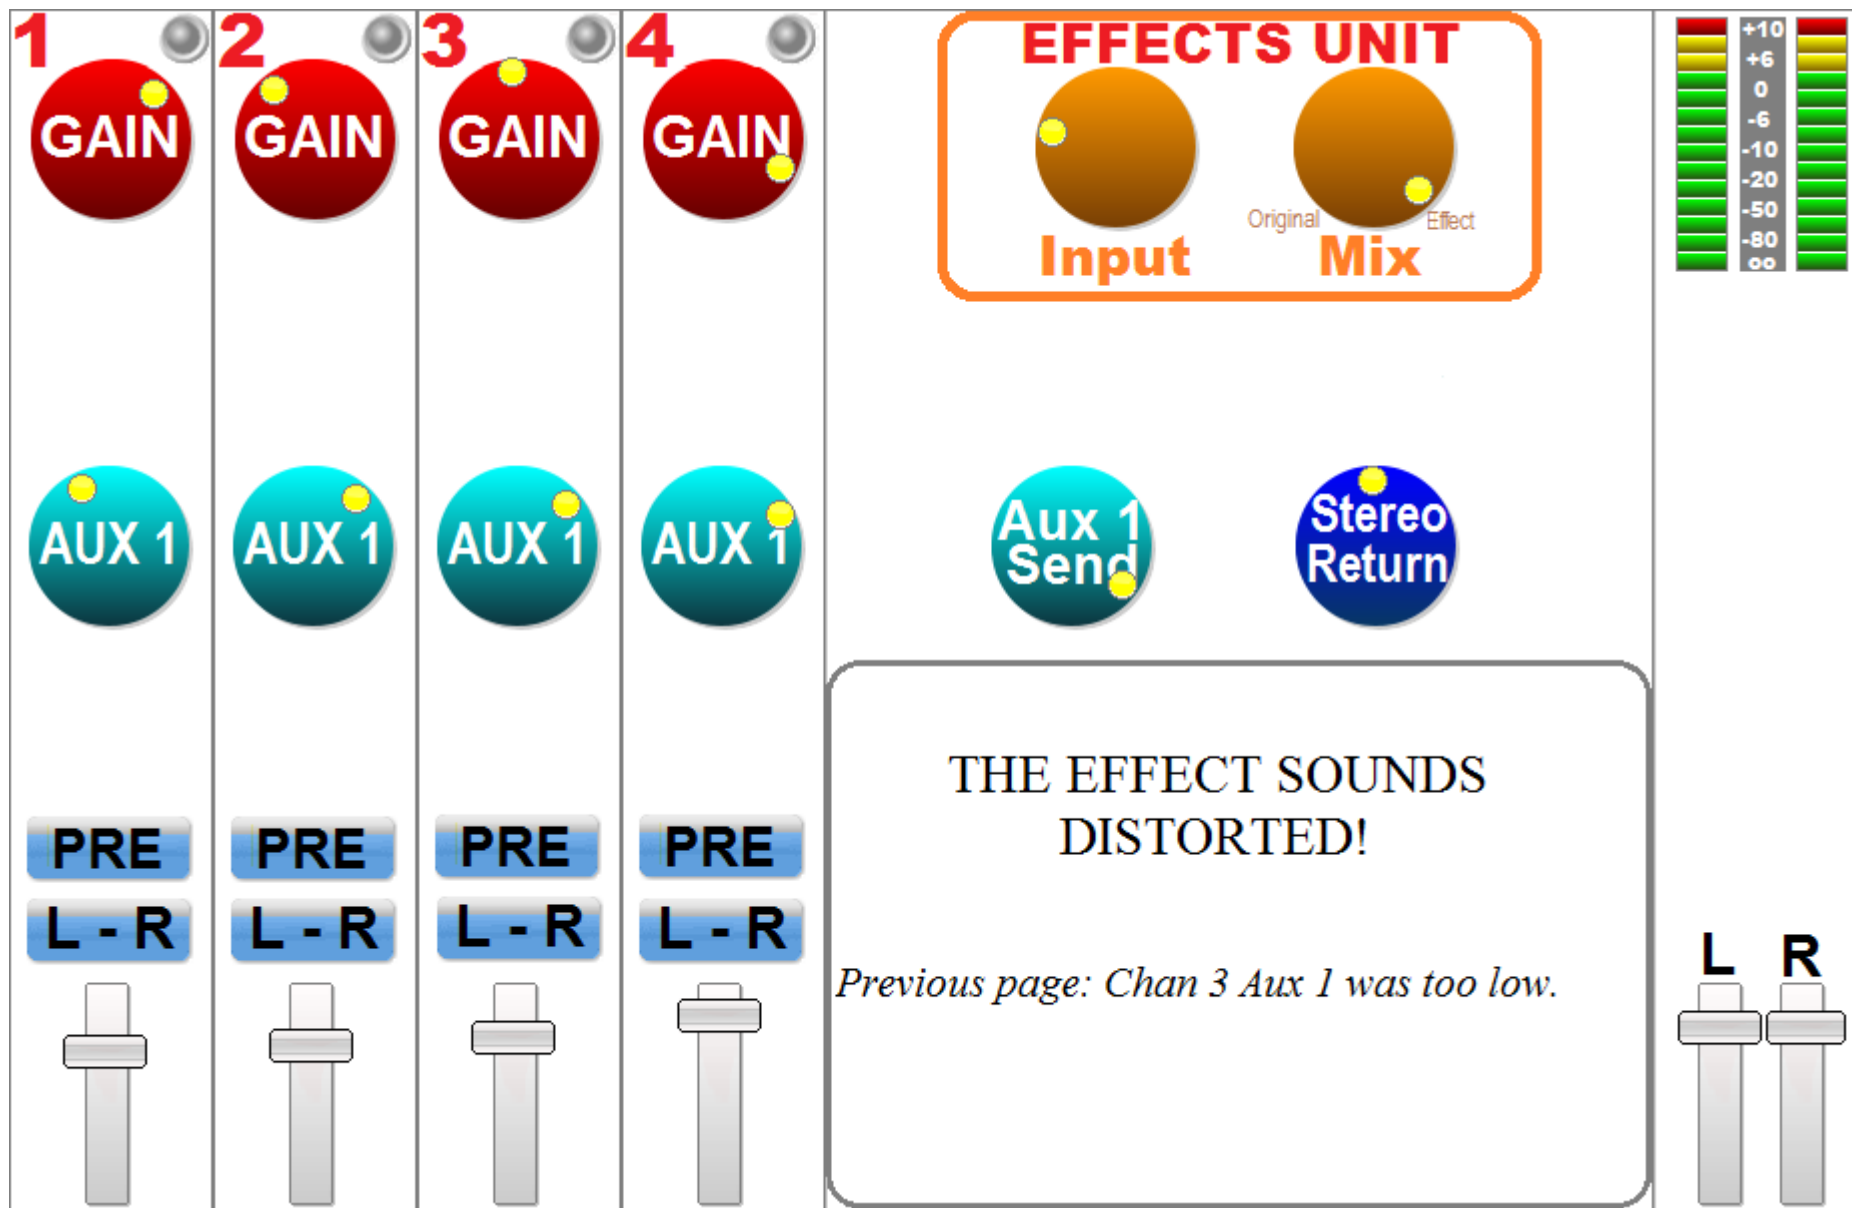 1
2
3
4
EFFECTS UNIT
GAIN
GAIN
GAIN
GAIN
Original
Effect
Input
Mix
+10
+6
0
-6
-10
-20
-50
-80
oo
AUX 1
AUX 1
AUX 1
AUX 1
Aux 1
Send
Stereo
Return
THE EFFECT SOUNDS
DISTORTED!
PRE
PRE
PRE
PRE
L - R
L - R
L - R
L - R
Previous page: Chan 3 Aux 1 was too low.
L
R